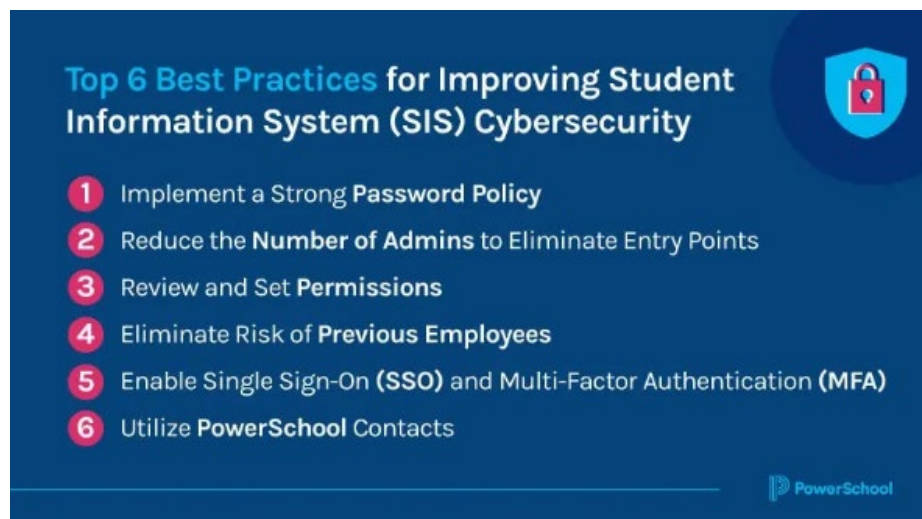 Top 6 Best Practices for Improving Student
Information System (SIS) Cybersecurity
1 Implement a Strong Password Policy
2 Reduce the Number of Admins to Eliminate Entry Points
3 Review and Set Permissions
4 Eliminate Risk of Previous Employees
5 Enable Single Sign-On (SSO) and Multi-Factor Authentication (MFA)
6 Utilize PowerSchool Contacts
PowerSchool